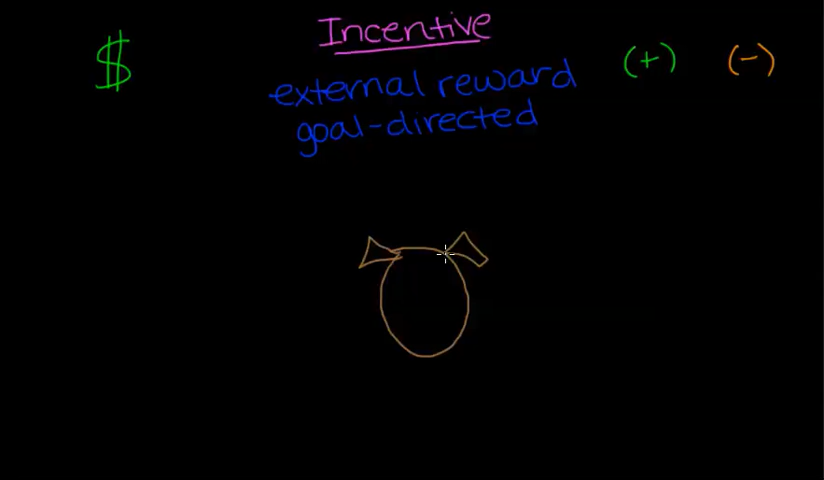 $
Incentive
(+) (-)
external reward
goal-directed